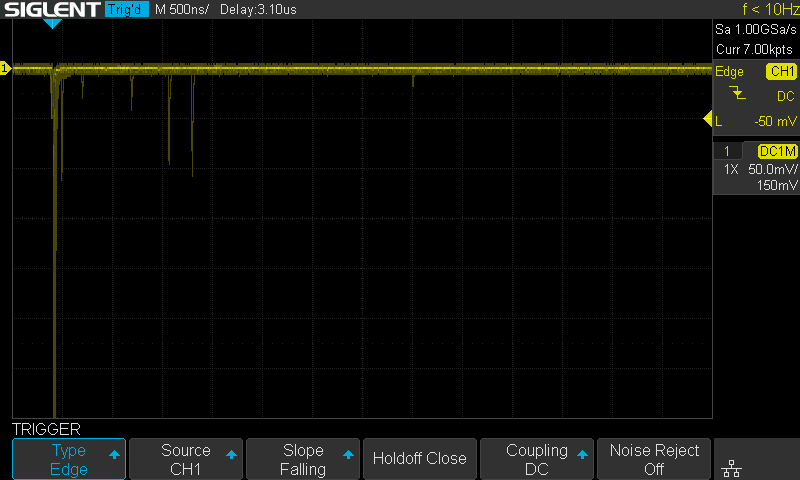 SIGLENT Trig'd M 500ns/ Delay:3.10us f < 10Hz
Sa 1.00GSa/s
Curr 7.00kpts
Edge CH1
DC
L -50 mV
1 DC1M
1X 50.0mV/
150mV
1
TRIGGER
Type
Edge
Source
CH1
Slope
Falling
Holdoff Close
Coupling
DC
Noise Reject
Off